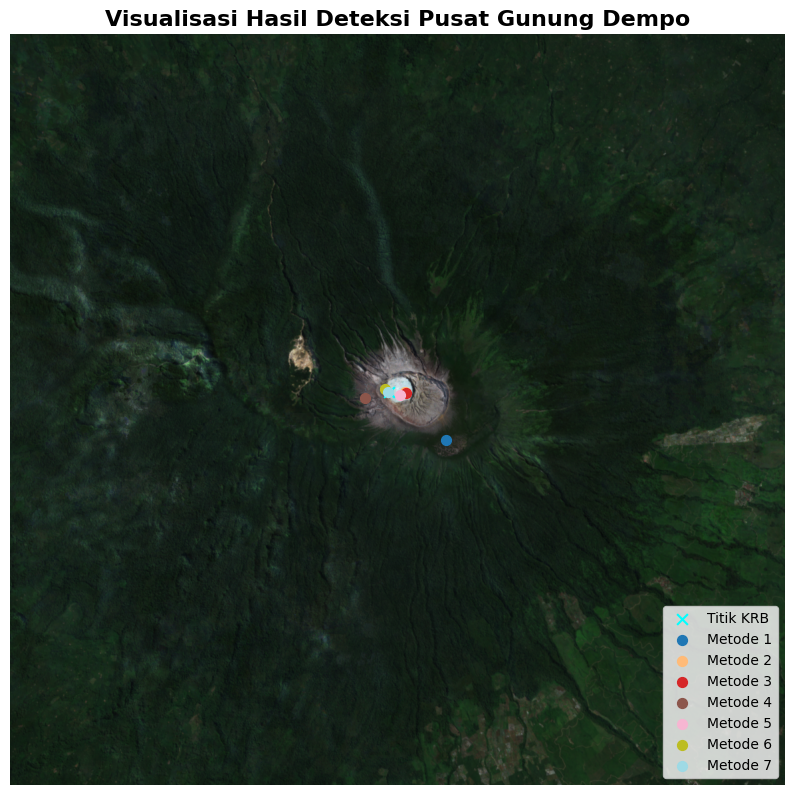 Visualisasi Hasil Deteksi Pusat Gunung Dempo
Titik KRB
Metode 1
Metode 2
Metode 3
Metode 4
Metode 5
Metode 6
Metode 7